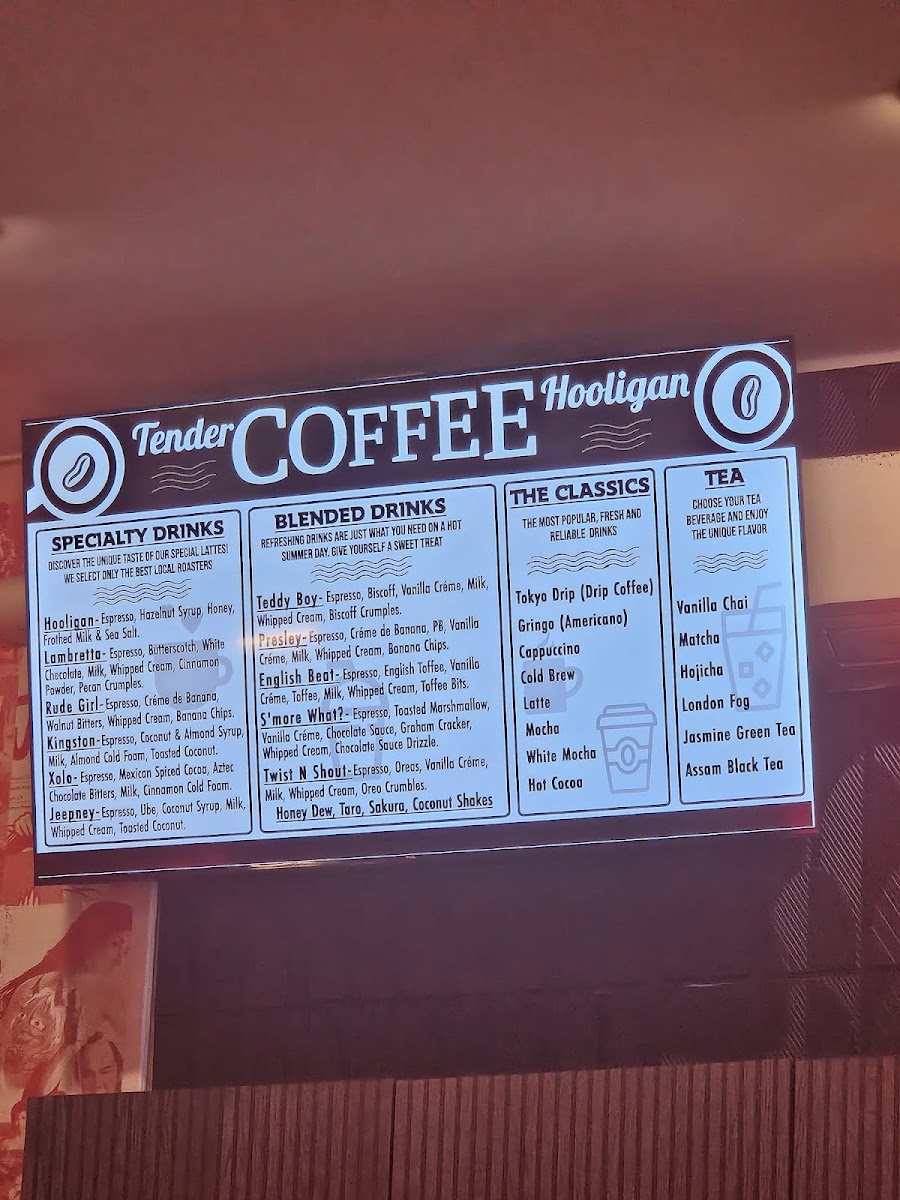 Tender COFFEE Hooligan
SPECIALTY DRINKS
DISCOVER THE UNIQUE TASTE OF OUR SPECIAL LATTES!
WE SELECT ONLY THE BEST LOCAL ROASTERS
Hooligan- Espresso, Hazelnut Syrup, Honey,
Frothed Milk & Sea Salt.
Lambretta- Espresso, Butterscotch, White
Chocolate, Milk, Whipped Cream, Cinnamon
Powder, Pecan Crumples.
Rude Girl- Espresso, Créme de Banana,
Walnut Bitters, Whipped Cream, Banana Chips.
Kingston- Espresso, Coconut & Almond Syrup,
Milk, Almond Cold Foam, Toasted Coconut.
Xolo- Espresso, Mexican Spiced Cocoa, Aztec
Chocolate Bitters, Milk, Cinnamon Cold Foam.
Jeepney- Espresso, Ube, Coconut Syrup, Milk,
Whipped Cream, Toasted Coconut.
BLENDED DRINKS
REFRESHING DRINKS ARE JUST WHAT YOU NEED ON A HOT
SUMMER DAY. GIVE YOURSELF A SWEET TREAT
Teddy Boy- Espresso, Biscoff, Vanilla Créme, Milk,
Whipped Cream, Biscoff Crumples.
Presley- Espresso, Créme de Banana, PB, Vanilla
Créme, Milk, Whipped Cream, Banana Chips.
English Beat- Espresso, English Toffee, Vanilla
Créme, Toffee, Milk, Whipped Cream, Toffee Bits.
S'more What?- Espresso, Toasted Marshmallow,
Vanilla Créme, Chocolate Sauce, Graham Cracker,
Whipped Cream, Chocolate Sauce Drizzle.
Twist N Shout- Espresso, Oreos, Vanilla Créme,
Milk, Whipped Cream, Oreo Crumbles.
Honey Dew, Taro, Sakura, Coconut Shakes
THE CLASSICS
THE MOST POPULAR, FRESH AND
RELIABLE DRINKS
Tokyo Drip (Drip Coffee)
Gringo (Americano)
Cappuccino
Cold Brew
Latte
Mocha
White Mocha
Hot Cocoa
TEA
CHOOSE YOUR TEA
BEVERAGE AND ENJOY
THE UNIQUE FLAVOR
Vanilla Chai
Matcha
Hojicha
London Fog
Jasmine Green Tea
Assam Black Tea